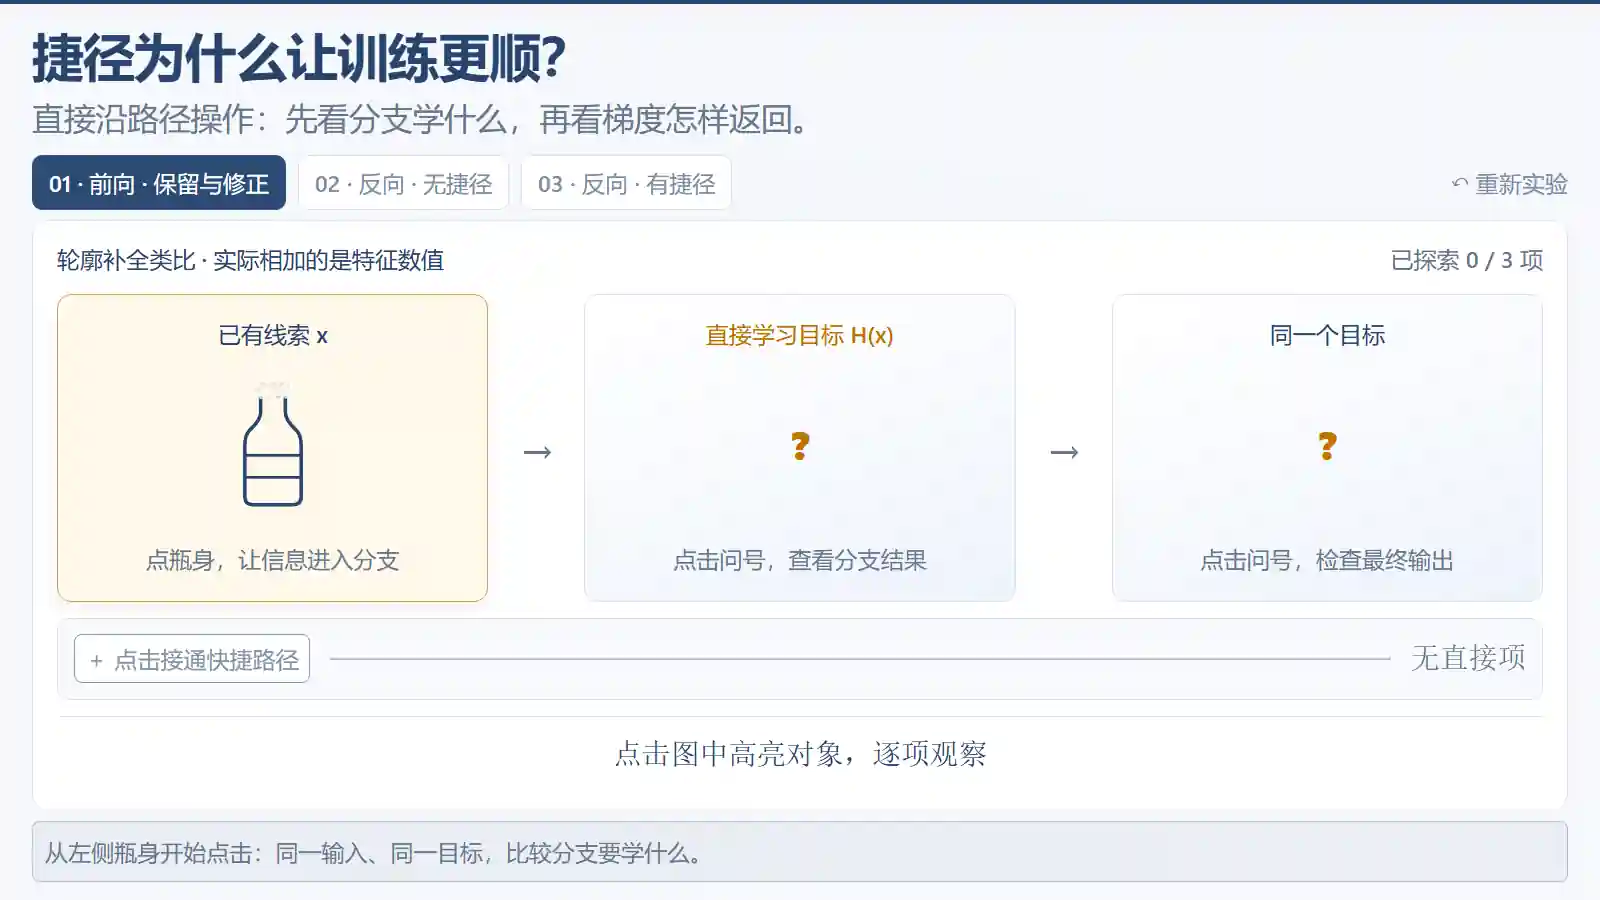 捷径为什么让训练更顺？
直接沿路径操作：先看分支学什么，再看梯度怎样返回。
01 · 前向 · 保留与修正
02 · 反向 · 无捷径
03 · 反向 · 有捷径
↶ 重新实验
轮廓补全类比 · 实际相加的是特征数值
已探索 0 / 3 项
已有线索 x
点瓶身，让信息进入分支
→
直接学习目标 H(x)
?
点击问号，查看分支结果
→
同一个目标
?
点击问号，检查最终输出
+ 点击接通快捷路径
无直接项
点击图中高亮对象，逐项观察
从左侧瓶身开始点击：同一输入、同一目标，比较分支要学什么。